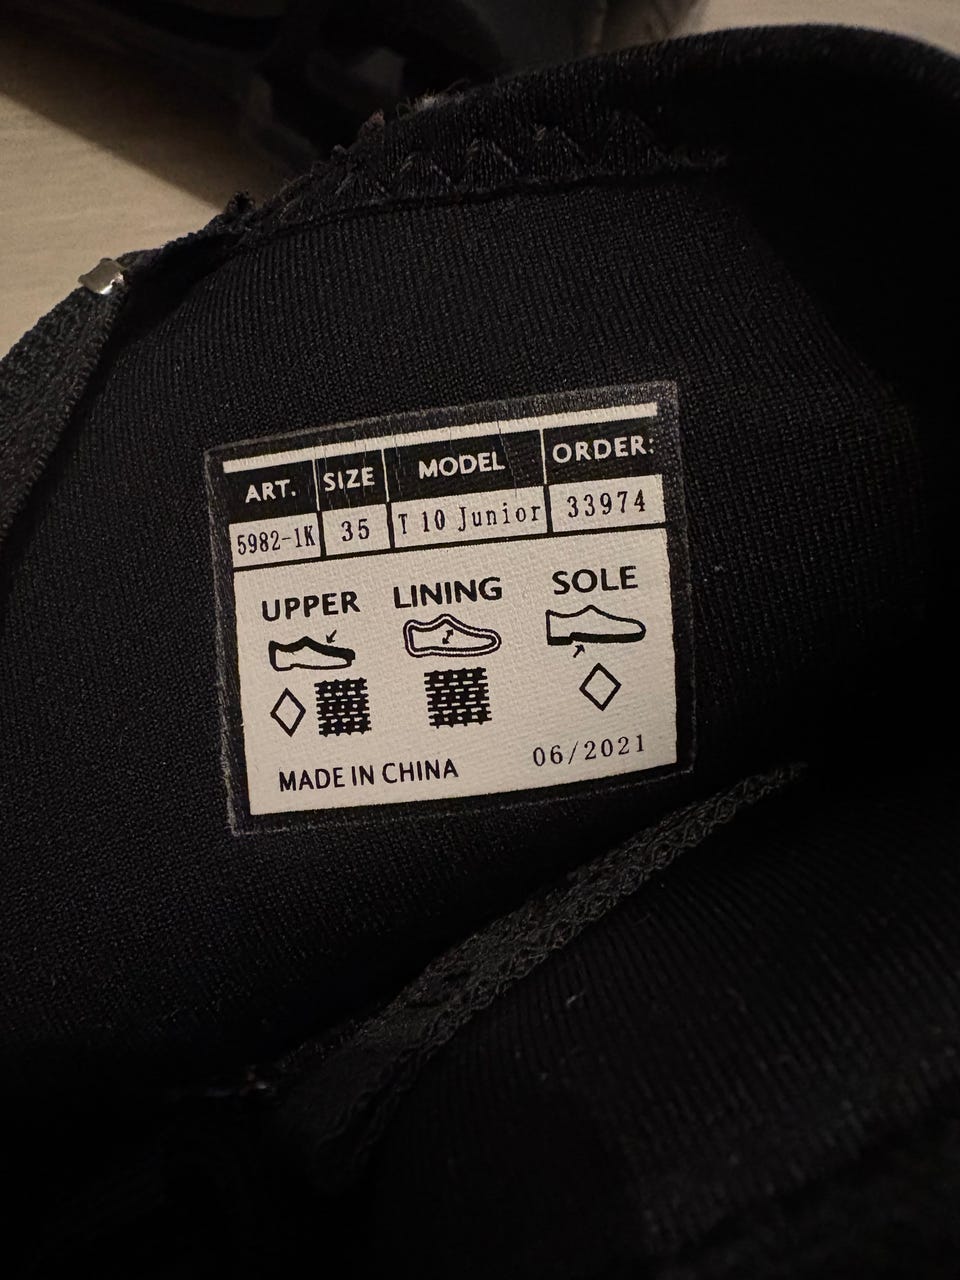 ART. SIZE MODEL ORDER:
5982-1K 35 T 10 Junior 33974
UPPER LINING SOLE
MADE IN CHINA 06/2021